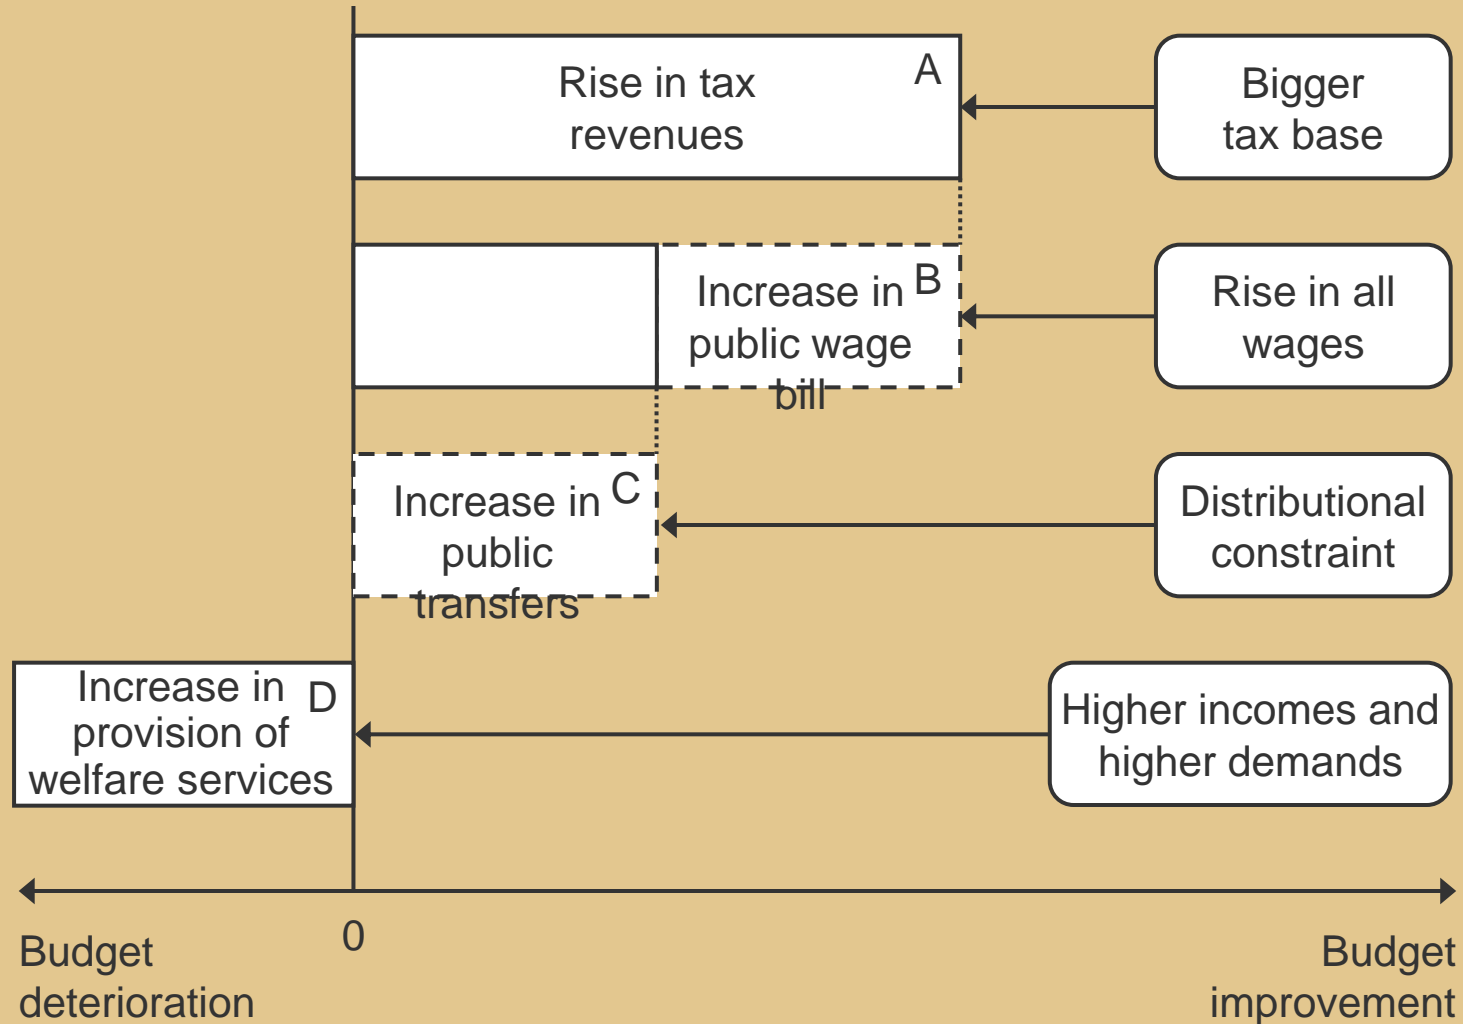 Rise in tax
revenues
A
Bigger
tax base
Increase in
public wage
bill
B
Rise in all
wages
Increase in
public
transfers
C
Distributional
constraint
Increase in
provision of
welfare services
D
Higher incomes and
higher demands
0
Budget
deterioration
Budget
improvement